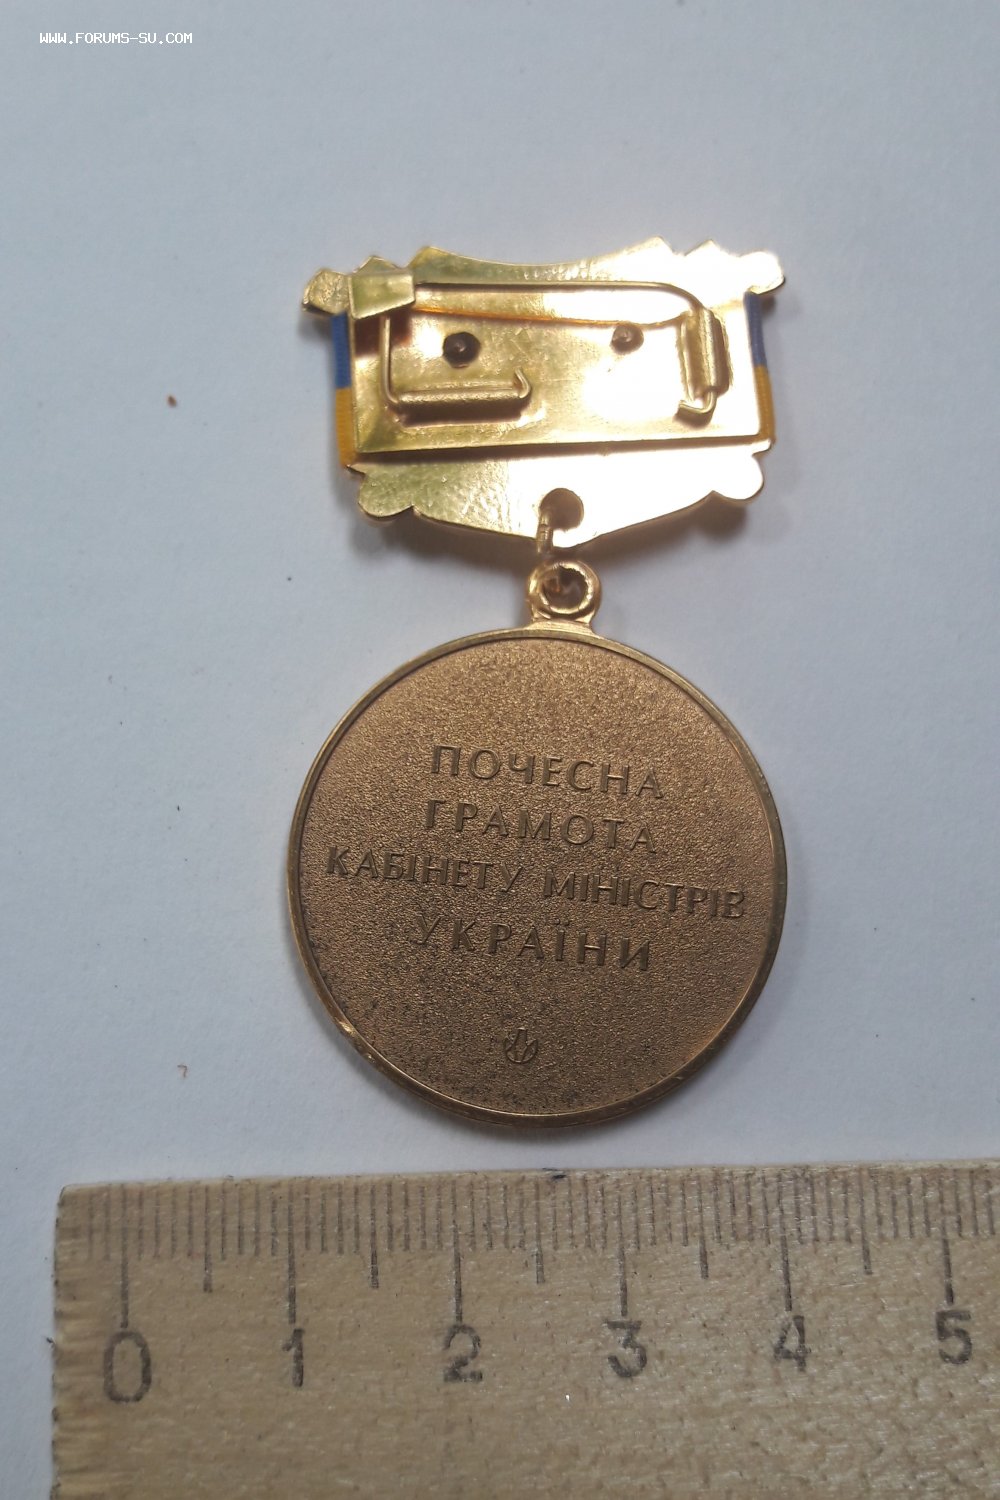 WWW.FORUMS-SU.COM
ПОЧЕСНА
ГРАМОТА
КАБІНЕТУ МІНІСТРІВ
УКРАЇНИ
0 1 2 3 4 5